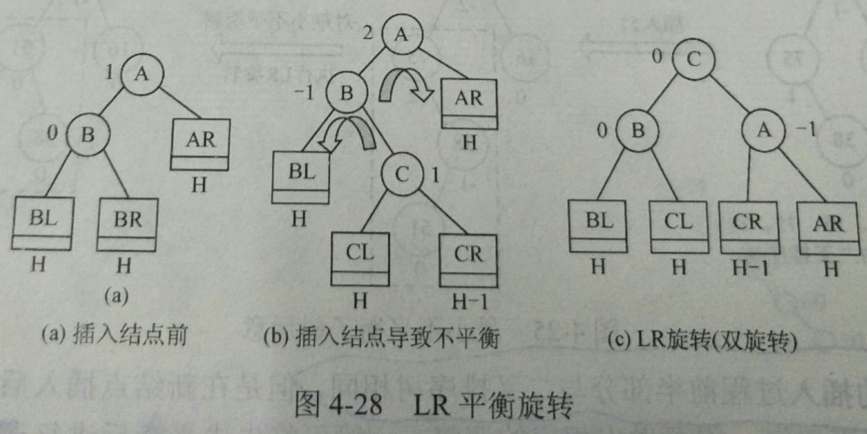 1 A
0 B
AR
H
BL
BR
H
H
(a)
(a) 插入结点前
2 A
-1 B
AR
H
BL
H
C 1
CL
CR
H
H-1
(b) 插入结点导致不平衡
0 C
0 B
A -1
BL
CL
CR
AR
H
H
H-1
H
(c) LR旋转(双旋转)
图 4-28 LR 平衡旋转